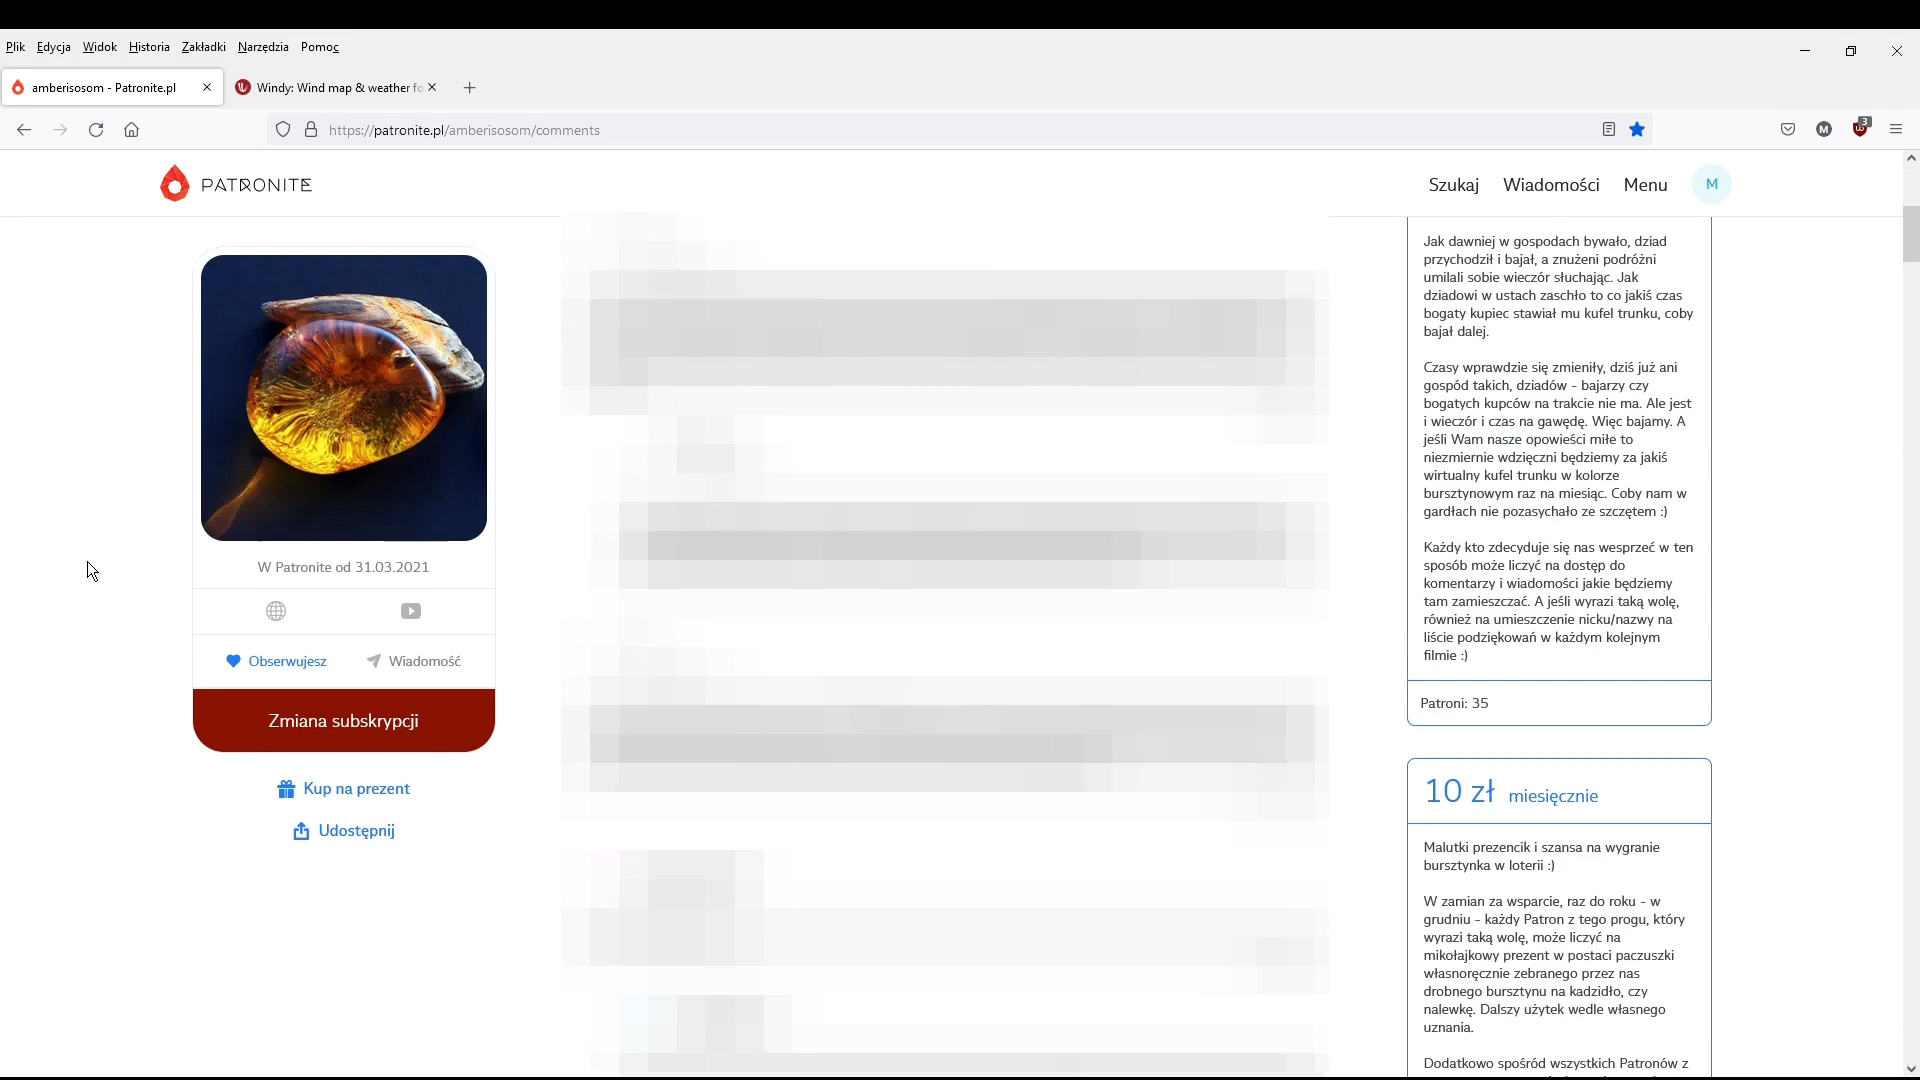 Plik Edycja Widok Historia Zakładki Narzędzia Pomoc
amberisosom - Patronite.pl
Windy: Wind map & weather fo
https://patronite.pl/amberisosom/comments
3
M
PATRONITE
Szukaj Wiadomości Menu M
W Patronite od 31.03.2021
Obserwujesz Wiadomość
Zmiana subskrypcji
Kup na prezent
Udostępnij
Jak dawniej w gospodach bywało, dziad
przychodził i bajał, a znużeni podróżni
umilali sobie wieczór słuchając. Jak
dziadowi w ustach zaschło to co jakiś czas
bogaty kupiec stawiał mu kufel trunku, coby
bajał dalej.
Czasy wprawdzie się zmieniły, dziś już ani
gospód takich, dziadów - bajarzy czy
bogatych kupców na trakcie nie ma. Ale jest
i wieczór i czas na gawędę. Więc bajamy. A
jeśli Wam nasze opowieści miłe to
niezmiernie wdzięczni będziemy za jakiś
wirtualny kufel trunku w kolorze
bursztynowym raz na miesiąc. Coby nam w
gardłach nie pozasychało ze szczętem :)
Każdy kto zdecyduje się nas wesprzeć w ten
sposób może liczyć na dostęp do
komentarzy i wiadomości jakie będziemy
tam zamieszczać. A jeśli wyrazi taką wolę,
również na umieszczenie nicku/nazwy na
liście podziękowań w każdym kolejnym
filmie :)
Patroni: 35
10 zł miesięcznie
Malutki prezencik i szansa na wygranie
bursztynka w loterii :)
W zamian za wsparcie, raz do roku - w
grudniu - każdy Patron z tego progu, który
wyrazi taką wolę, może liczyć na
mikołajkowy prezent w postaci paczuszki
własnoręcznie zebranego przez nas
drobnego bursztynu na kadzidło, czy
nalewkę. Dalszy użytek wedle własnego
uznania.
Dodatkowo spośród wszystkich Patronów z